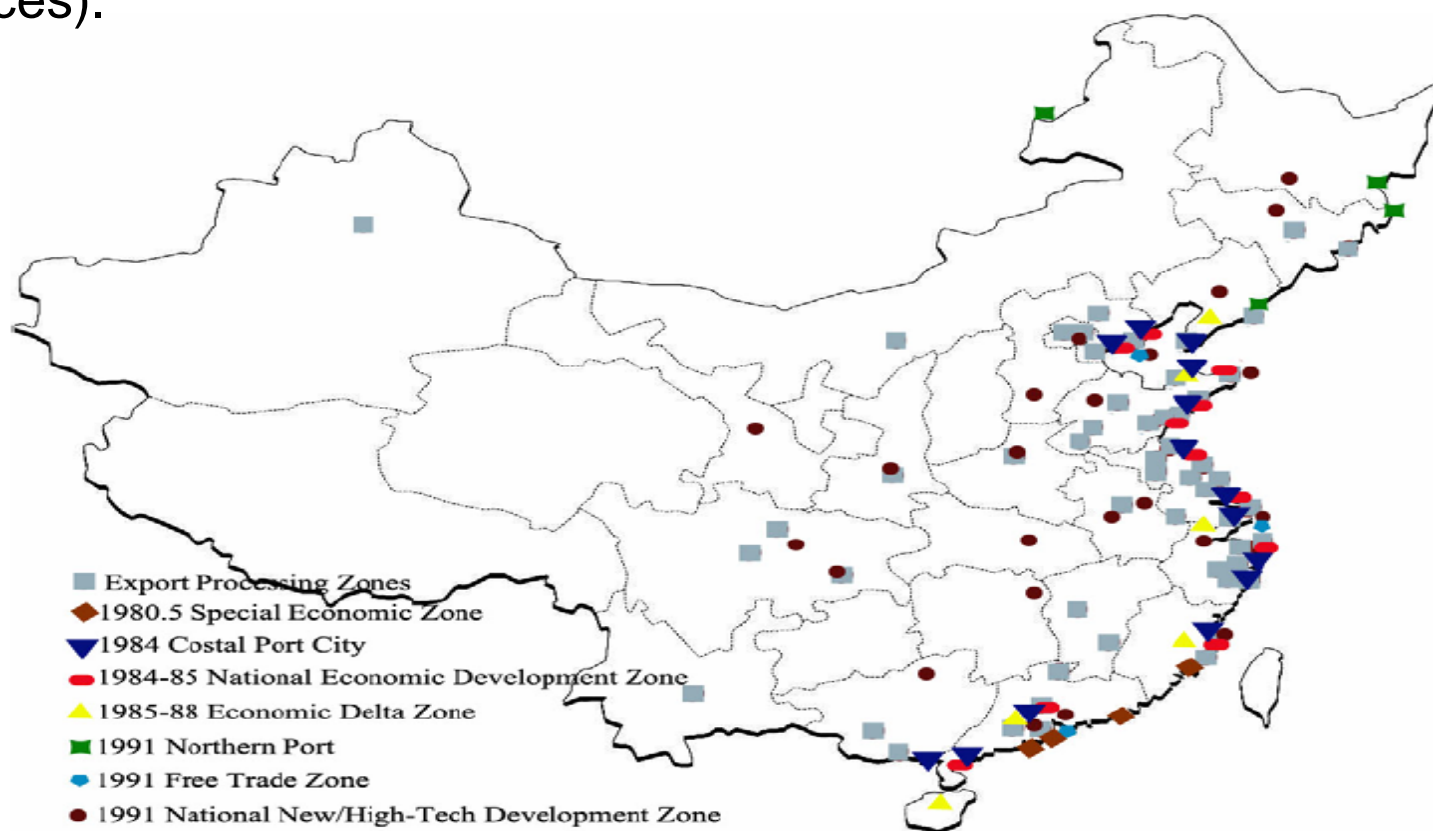 ces).
Export Processing Zones
1980.5 Special Economic Zone
1984 Costal Port City
1984-85 National Economic Development Zone
1985-88 Economic Delta Zone
1991 Northern Port
1991 Free Trade Zone
1991 National New/High-Tech Development Zone